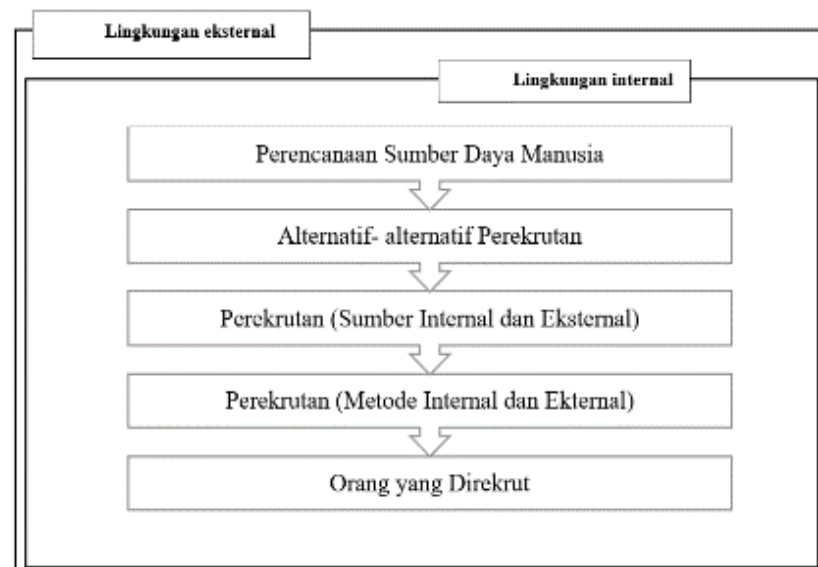 Lingkungan eksternal
Lingkungan internal
Perencanaan Sumber Daya Manusia
Alternatif- alternatif Perekrutan
Perekrutan (Sumber Internal dan Eksternal)
Perekrutan (Metode Internal dan Ekternal)
Orang yang Direkrut